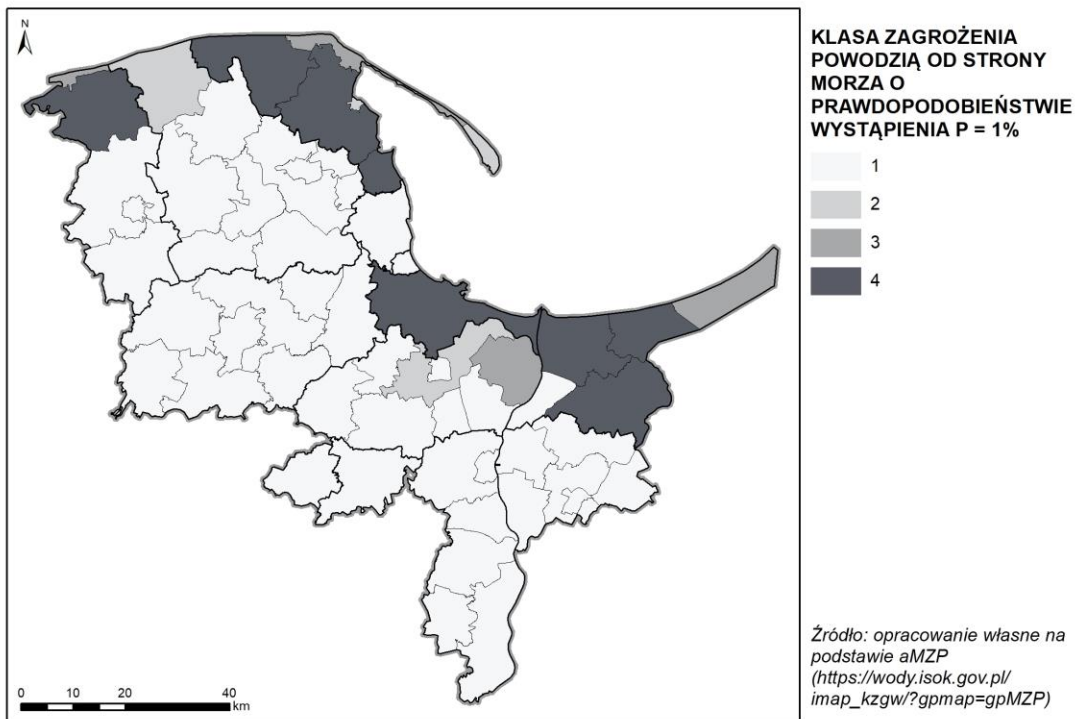 N
KLASA ZAGROŻENIA
POWODZIĄ OD STRONY
MORZA O
PRAWDOPODOBIEŃSTWIE
WYSTĄPIENIA P = 1%
1
2
3
4
Źródło: opracowanie własne na
podstawie aMZP
(https://wody.isok.gov.pl/
imap_kzgw/?gpmap=gpMZP)
0 10 20 40
km